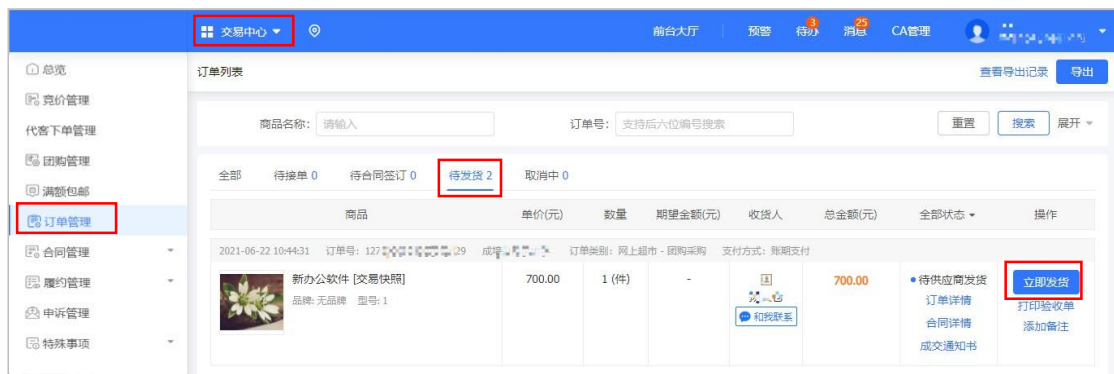 交易中心
前台大厅 预警 待办 3 消息 25 CA管理
总览
订单列表
查看导出记录 导出
竞价管理
商品名称: 请输入 订单号: 支持后六位编号搜索 重置 搜索 展开
代客下单管理
团购管理
满额包邮
全部 待接单 0 待合同签订 0 待发货 2 取消中 0
订单管理
商品 单价(元) 数量 期望金额(元) 收货人 总金额(元) 全部状态 操作
合同管理
2021-06-22 10:44:31 订单号: 127 29 订单类别: 网上超市 - 团购采购 支付方式: 账期支付
履约管理
新办公软件 [交易快照] 700.00 1 (件) - 700.00 待供应商发货 立即发货
品牌: 无品牌 型号: 1
订单详情 打印验收单
申诉管理
和我联系
合同详情 添加备注
特殊事项
成交通知书